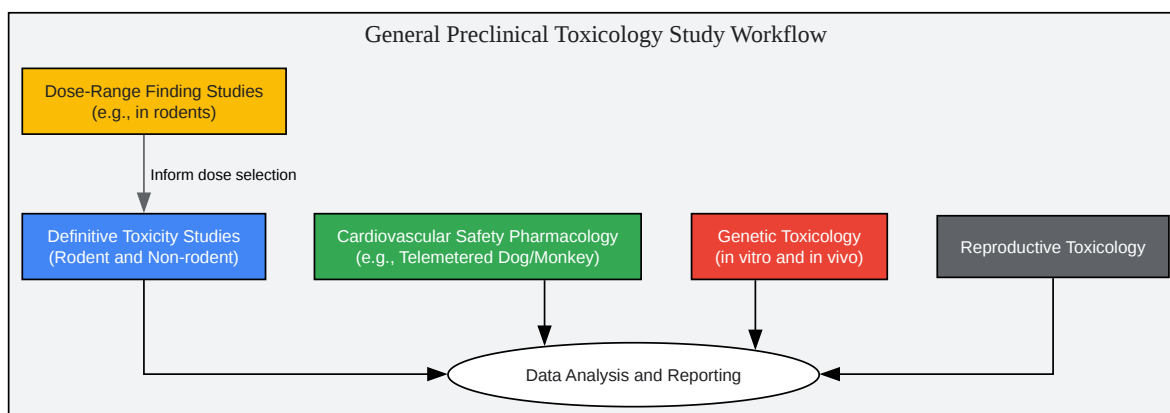 General Preclinical Toxicology Study Workflow
Dose-Range Finding Studies
(e.g., in rodents)
Inform dose selection
Definitive Toxicity Studies
(Rodent and Non-rodent)
Cardiovascular Safety Pharmacology
(e.g., Telemetered Dog/Monkey)
Genetic Toxicology
(in vitro and in vivo)
Reproductive Toxicology
Data Analysis and Reporting